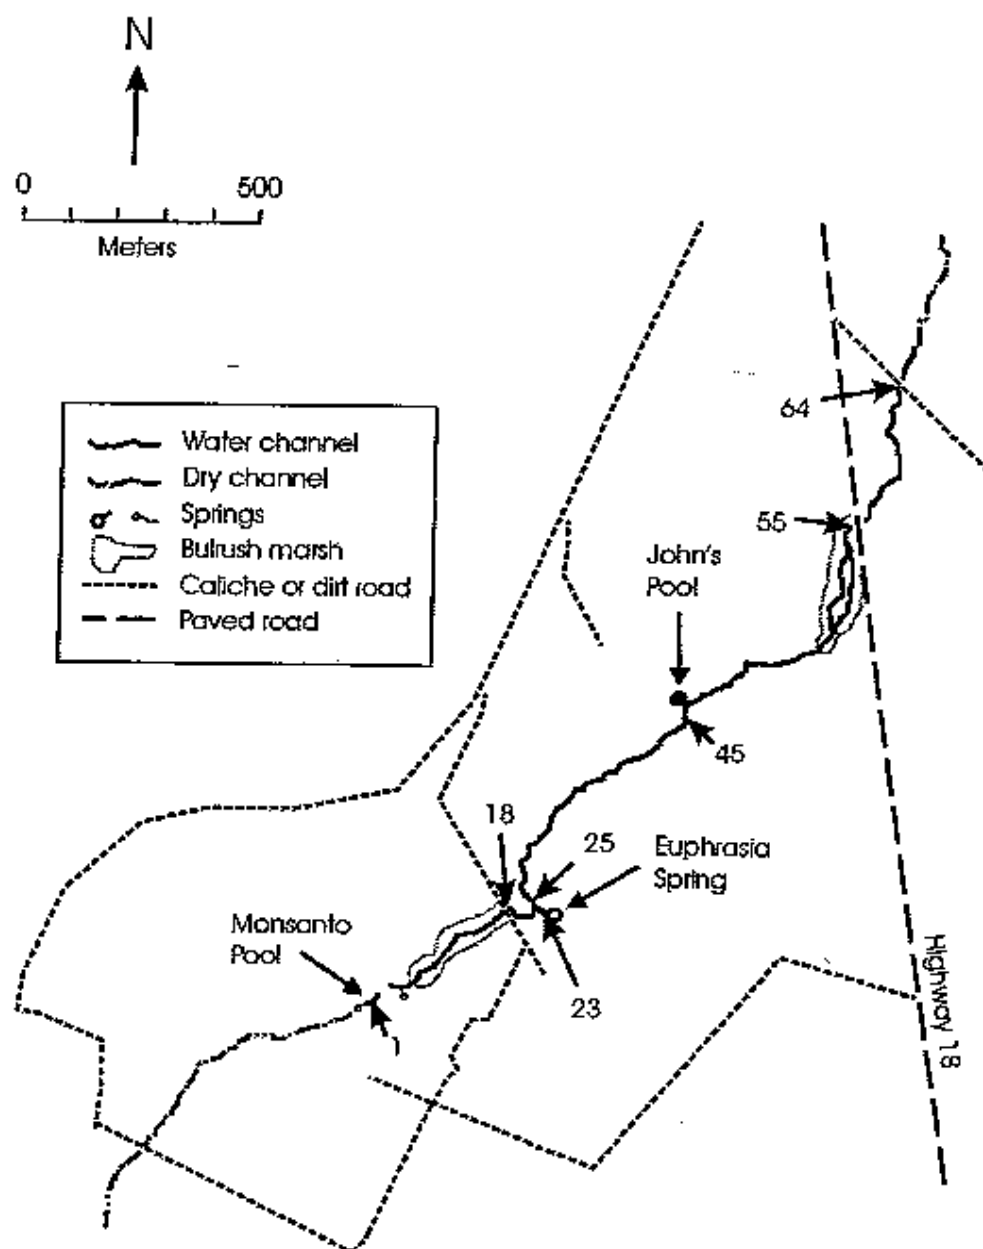 N
0 500
Meters
Water channel
Dry channel
Springs
Bulrush marsh
Caliche or dirt road
Paved road
64
55
John's
Pool
45
18
25
Euphrasia
Spring
Monsanto
Pool
23
1
Highway 18